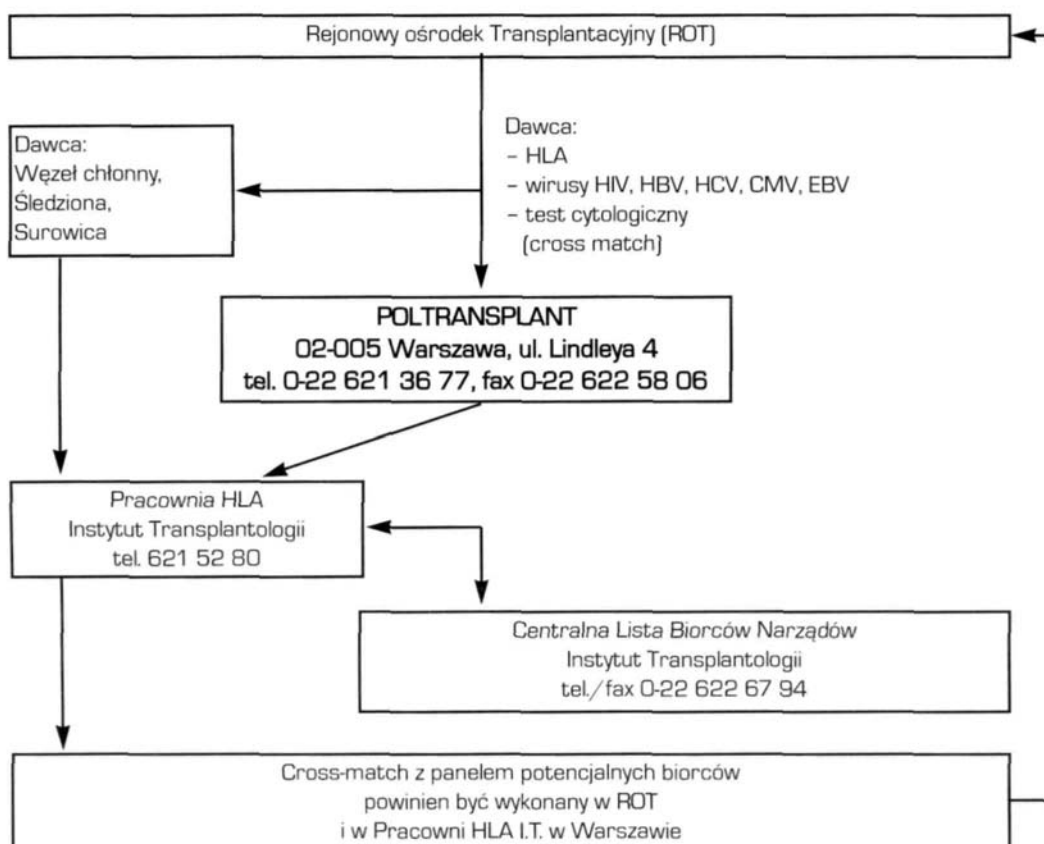 Rejonowy ośrodek Transplantacyjny (ROT)
Dawca:
Węzeł chłonny,
Śledziona,
Surowica
Dawca:
– HLA
– wirusy HIV, HBV, HCV, CMV, EBV
– test cytologiczny
(cross match)
POLTRANSPLANT
02-005 Warszawa, ul. Lindleya 4
tel. 0-22 621 36 77, fax 0-22 622 58 06
Pracownia HLA
Instytut Transplantologii
tel. 621 52 80
Centralna Lista Biorców Narządów
Instytut Transplantologii
tel./fax 0-22 622 67 94
Cross-match z panelem potencjalnych biorców
powinien być wykonany w ROT
i w Pracowni HLA I.T. w Warszawie